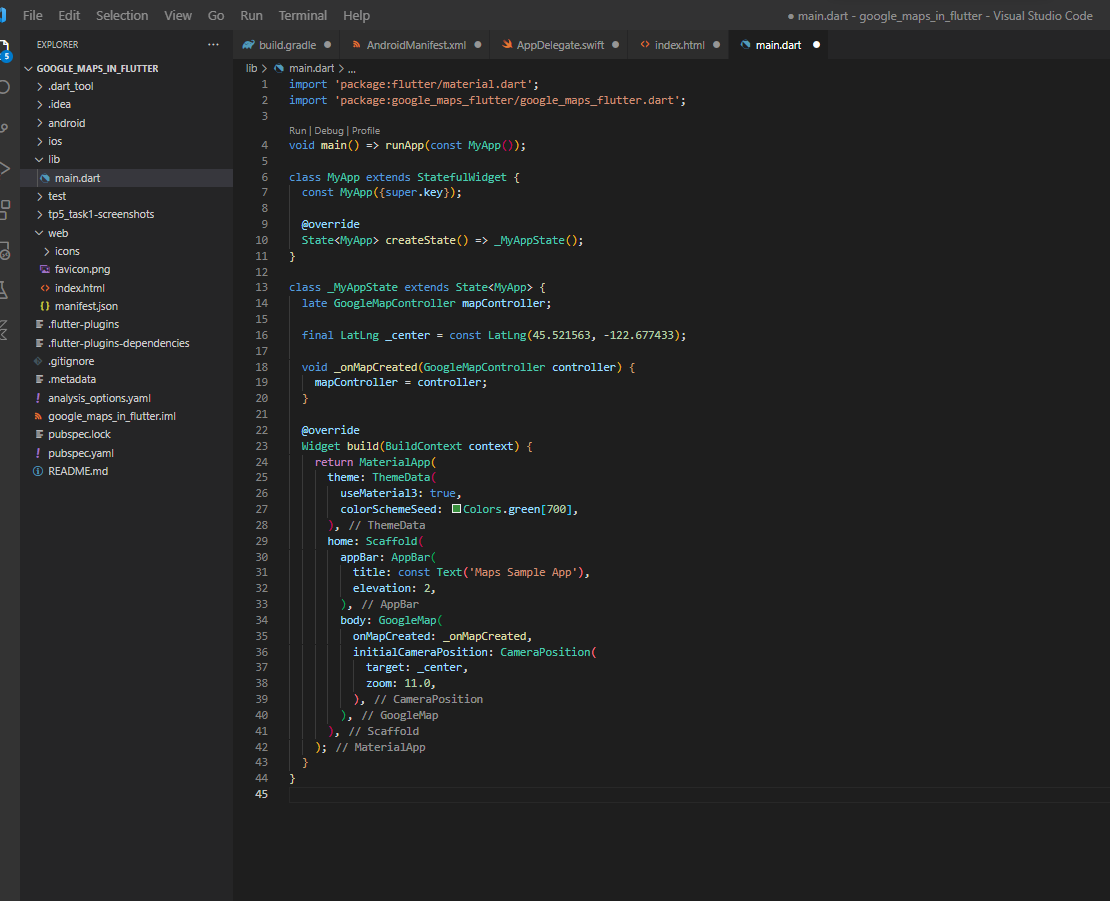 File Edit Selection View Go Run Terminal Help ● main.dart - google_maps_in_flutter - Visual Studio Code
5
EXPLORER ...
GOOGLE_MAPS_IN_FLUTTER
.dart_tool
.idea
android
ios
lib
main.dart
test
tp5_task1-screenshots
web
icons
favicon.png
index.html
manifest.json
.flutter-plugins
.flutter-plugins-dependencies
.gitignore
.metadata
analysis_options.yaml
google_maps_in_flutter.iml
pubspec.lock
pubspec.yaml
README.md
build.gradle ● AndroidManifest.xml ● AppDelegate.swift ● index.html ● main.dart ●
lib > main.dart > ...
1 import 'package:flutter/material.dart';
2 import 'package:google_maps_flutter/google_maps_flutter.dart';
3
Run | Debug | Profile
4 void main() => runApp(const MyApp());
5
6 class MyApp extends StatefulWidget {
7 const MyApp({super.key});
8
9 @override
10 State<MyApp> createState() => _MyAppState();
11 }
12
13 class _MyAppState extends State<MyApp> {
14 late GoogleMapController mapController;
15
16 final LatLng _center = const LatLng(45.521563, -122.677433);
17
18 void _onMapCreated(GoogleMapController controller) {
19 mapController = controller;
20 }
21
22 @override
23 Widget build(BuildContext context) {
24 return MaterialApp(
25 theme: ThemeData(
26 useMaterial3: true,
27 colorSchemeSeed: Colors.green[700],
28 ), // ThemeData
29 home: Scaffold(
30 appBar: AppBar(
31 title: const Text('Maps Sample App'),
32 elevation: 2,
33 ), // AppBar
34 body: GoogleMap(
35 onMapCreated: _onMapCreated,
36 initialCameraPosition: CameraPosition(
37 target: _center,
38 zoom: 11.0,
39 ), // CameraPosition
40 ), // GoogleMap
41 ), // Scaffold
42 ); // MaterialApp
43 }
44 }
45